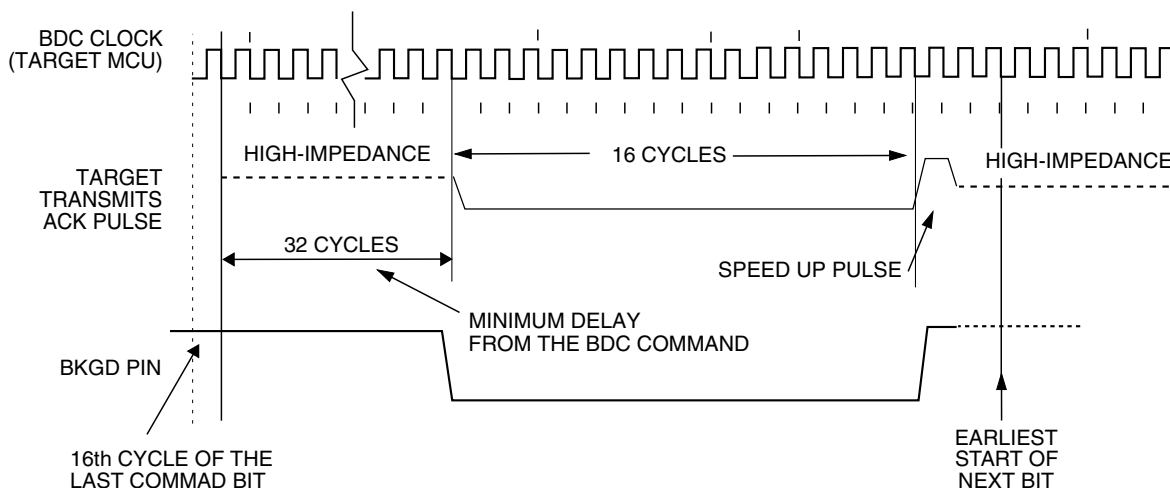 BDC CLOCK
(TARGET MCU)
HIGH-IMPEDANCE
16 CYCLES
HIGH-IMPEDANCE
TARGET
TRANSMITS
ACK PULSE
32 CYCLES
SPEED UP PULSE
MINIMUM DELAY
FROM THE BDC COMMAND
BKGD PIN
16th CYCLE OF THE
LAST COMMAD BIT
EARLIEST
START OF
NEXT BIT